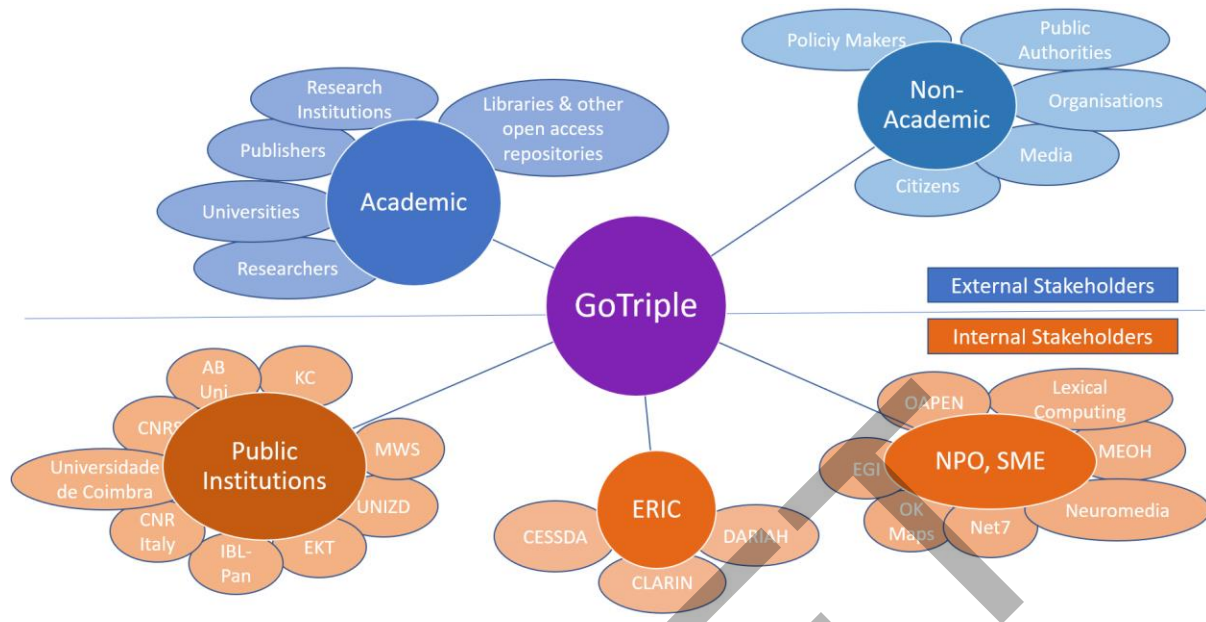 Policiy Makers
Public
Authorities
Non-
Academic
Organisations
Media
Citizens
Research
Institutions
Libraries & other
open access
repositories
Publishers
Academic
Universities
Researchers
GoTriple
External Stakeholders
Internal Stakeholders
AB
Uni
KC
CNRS
Public
Institutions
MWS
Universidade
de Coimbra
UNIZD
CNR
Italy
IBL-
Pan
EKT
ERIC
CESSDA
DARIAH
CLARIN
OAPEN
Lexical
Computing
NPO, SME
MEOH
EGI
Neuromedia
OK
Maps
Net7